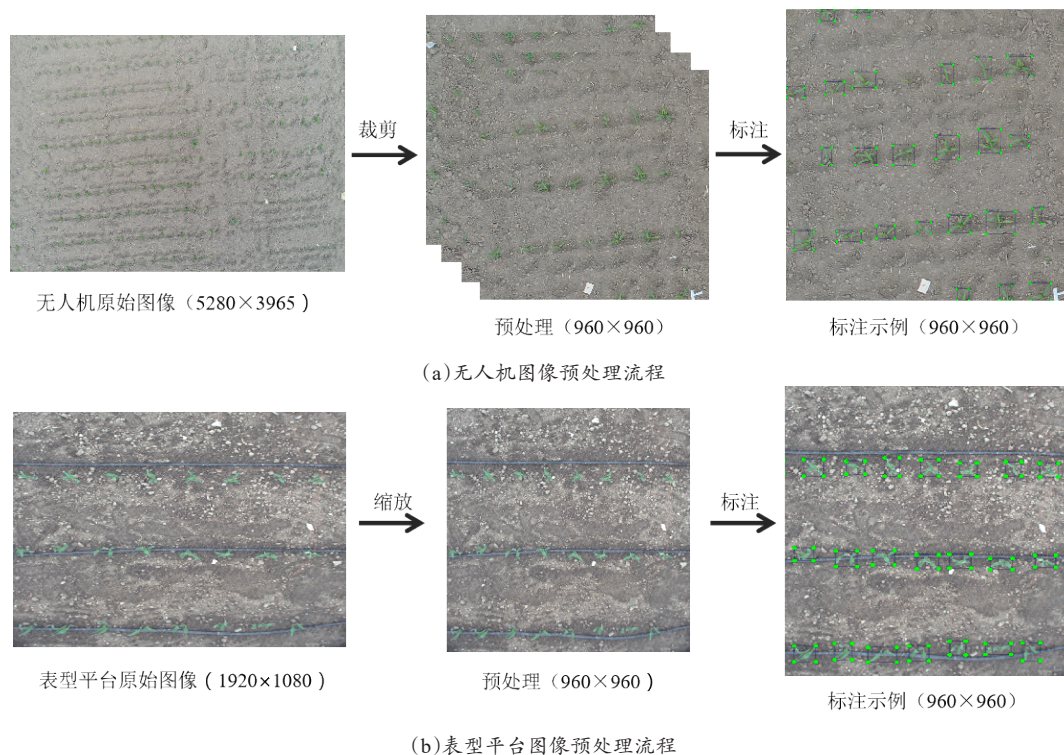 裁剪
标注
无人机原始图像（5280×3965）
预处理（960×960）
标注示例（960×960）
(a)无人机图像预处理流程
缩放
标注
表型平台原始图像（1920×1080）
预处理（960×960）
标注示例（960×960）
(b)表型平台图像预处理流程